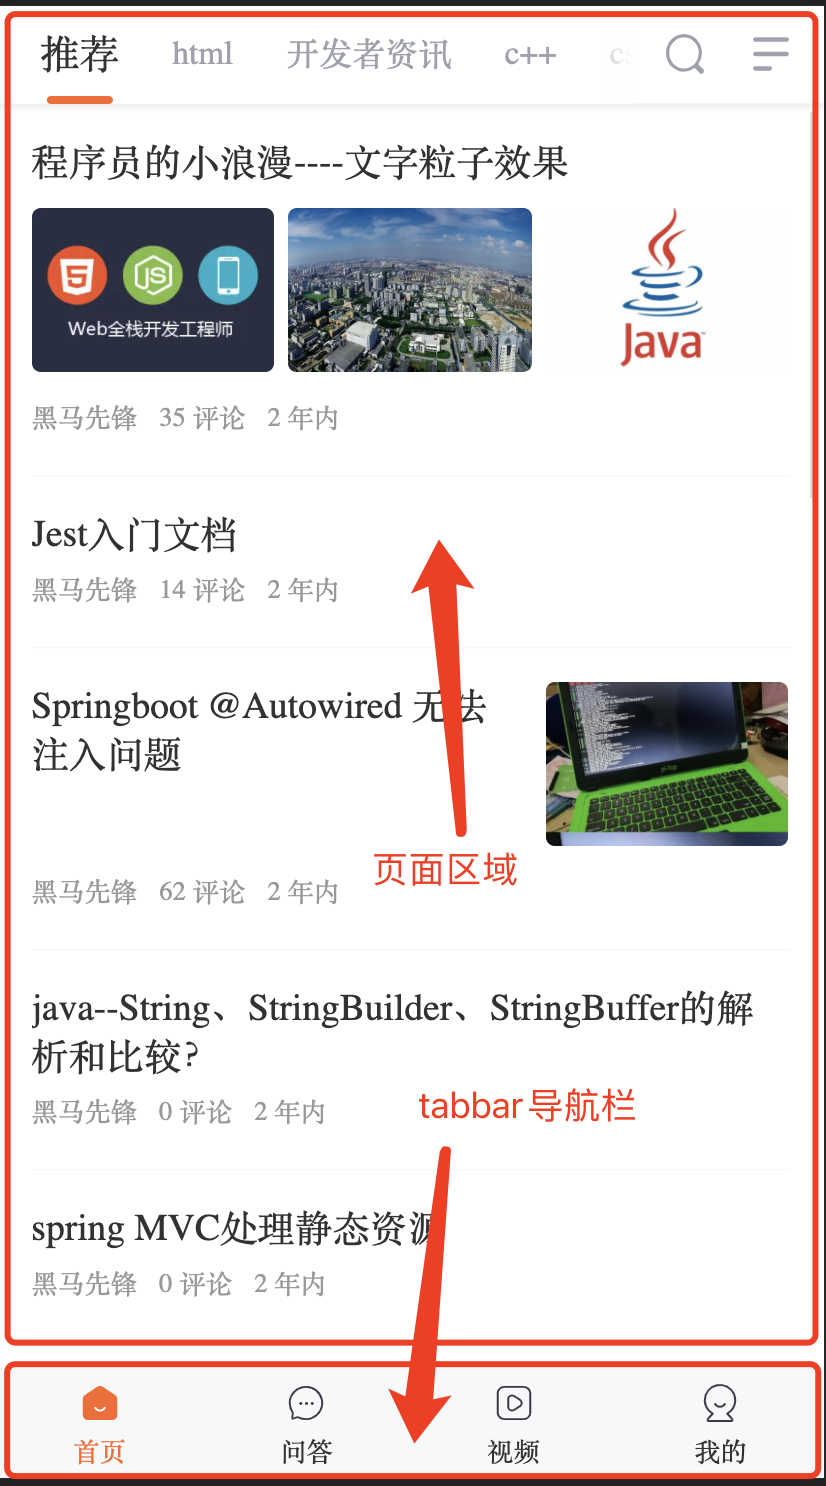 推荐 html 开发者资讯 c++ cs
程序员的小浪漫----文字粒子效果
Web全栈开发工程师
Java
黑马先锋 35 评论 2 年内
Jest入门文档
黑马先锋 14 评论 2 年内
Springboot @Autowired 无法
注入问题
黑马先锋 62 评论 2 年内
页面区域
java--String、StringBuilder、StringBuffer的解
析和比较?
黑马先锋 0 评论 2 年内
tabbar导航栏
spring MVC处理静态资源
黑马先锋 0 评论 2 年内
首页 问答 视频 我的